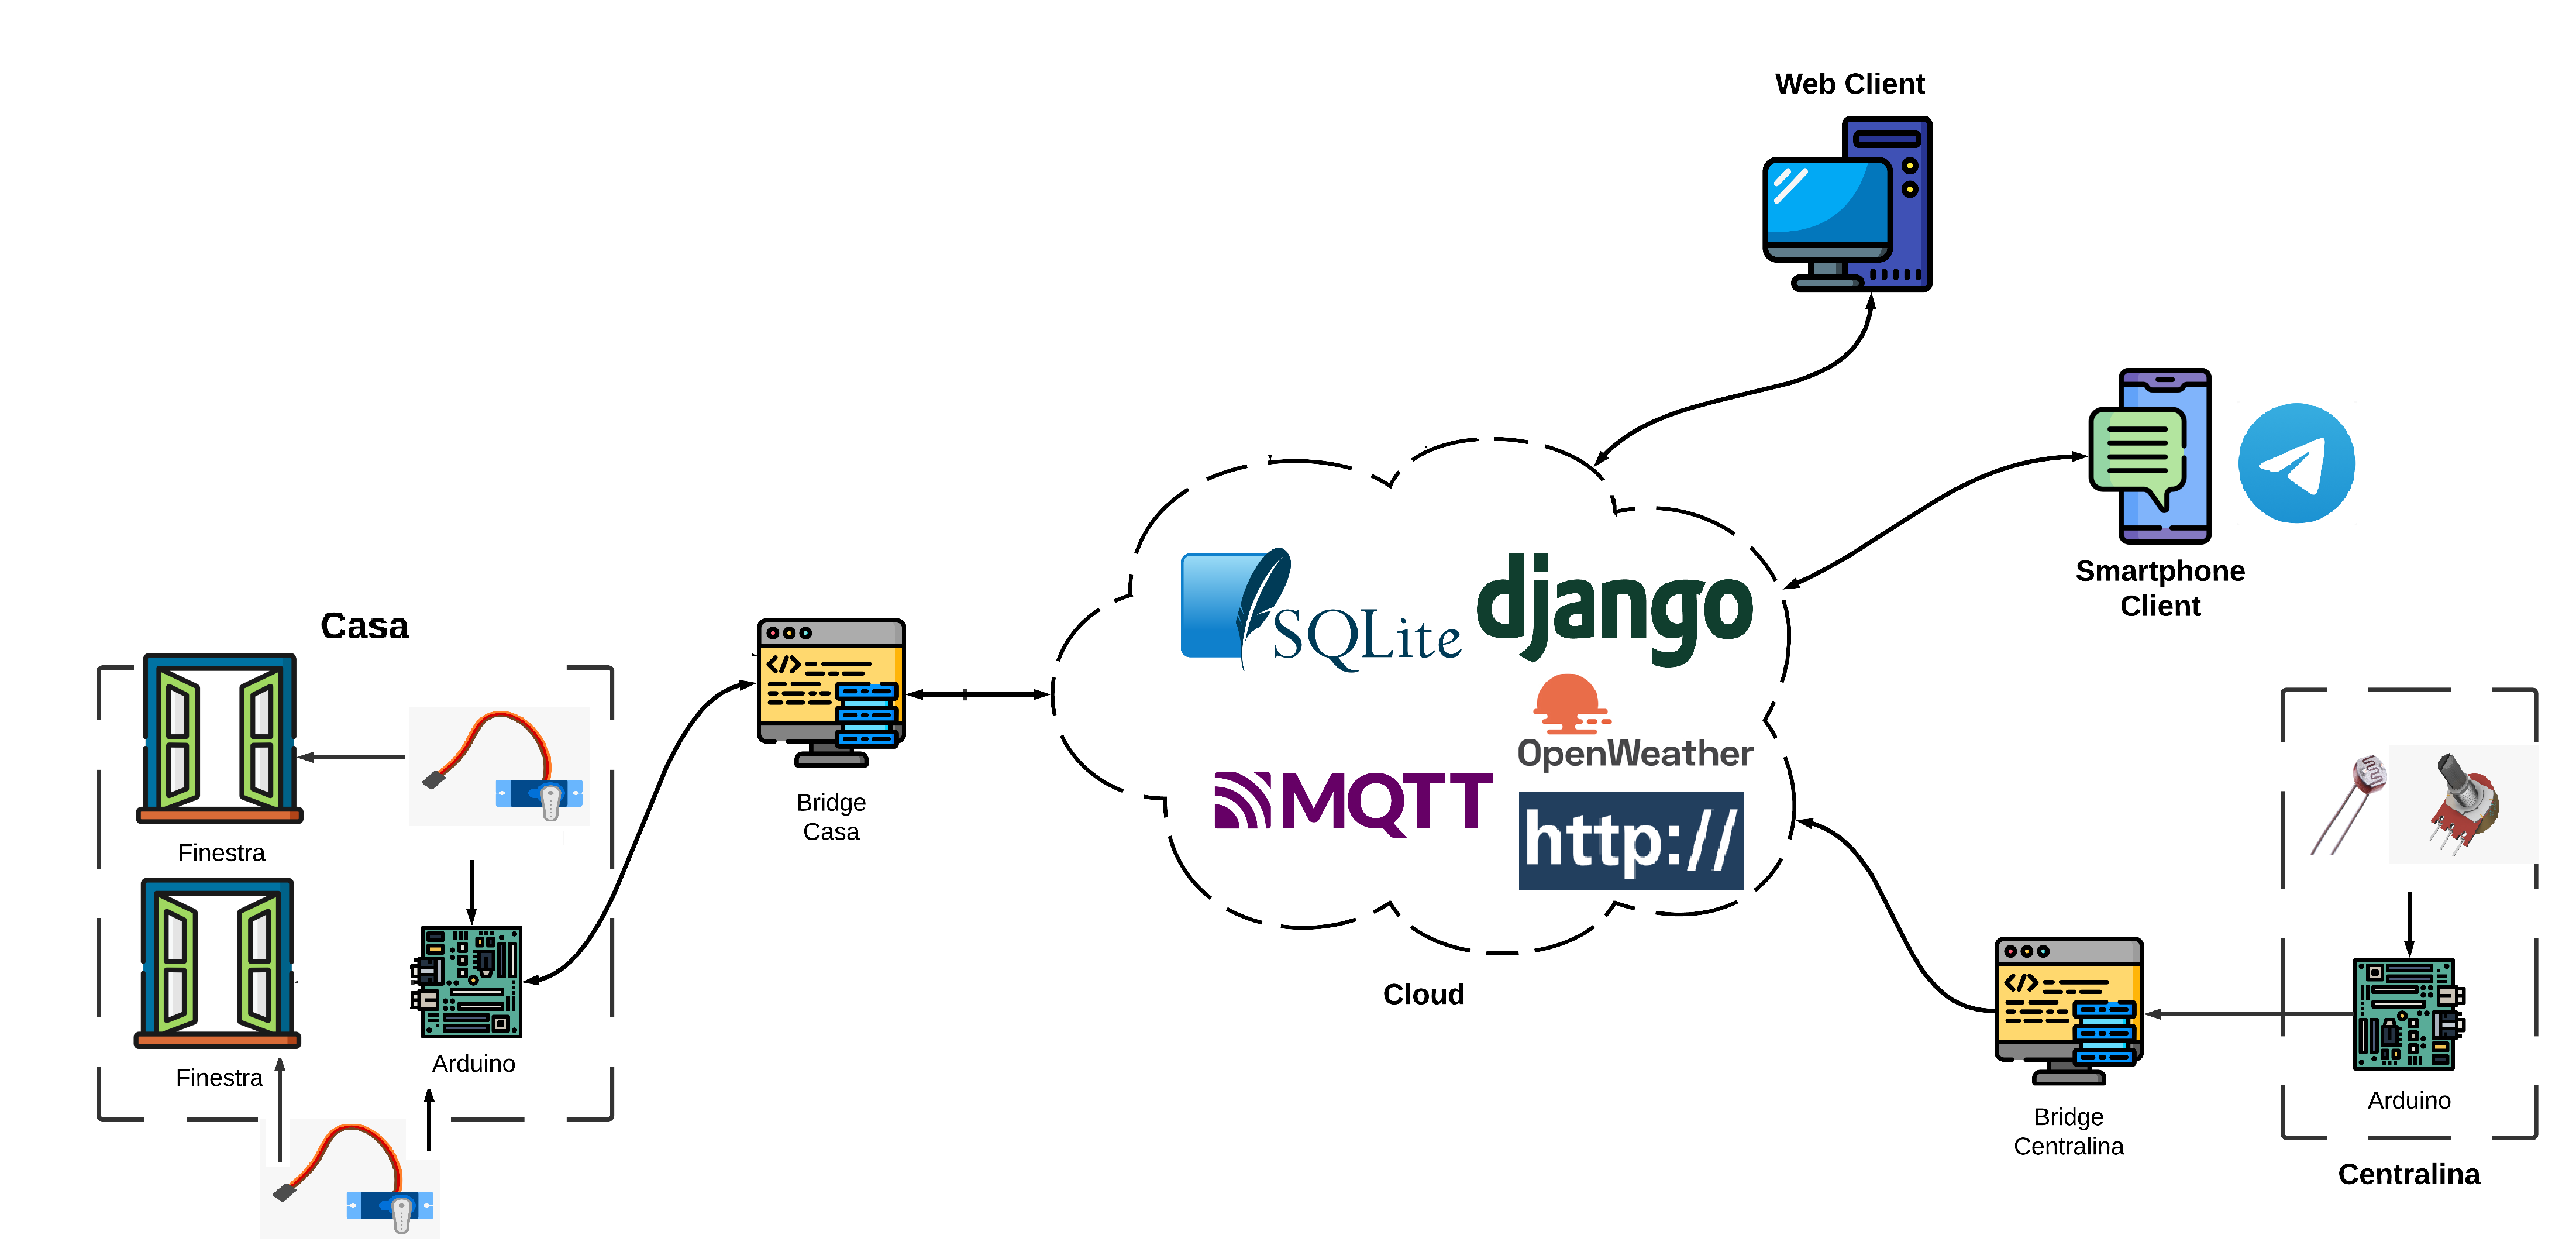 Web Client
Smartphone
Client
Casa
Finestra
Finestra
Arduino
Bridge
Casa
SQLite
django
OpenWeather
MQTT
http://
Cloud
Bridge
Centralina
Arduino
Centralina